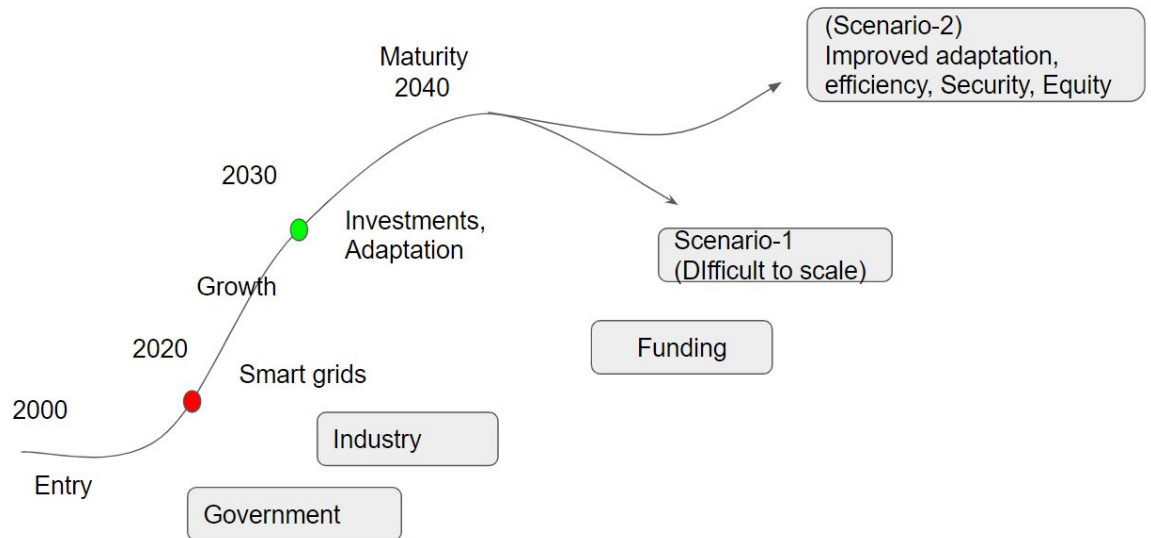 (Scenario-2)
Improved adaptation,
efficiency, Security, Equity
Maturity
2040
2030
Investments,
Adaptation
Scenario-1
(DIfficult to scale)
Growth
2020
Funding
Smart grids
2000
Industry
Entry
Government